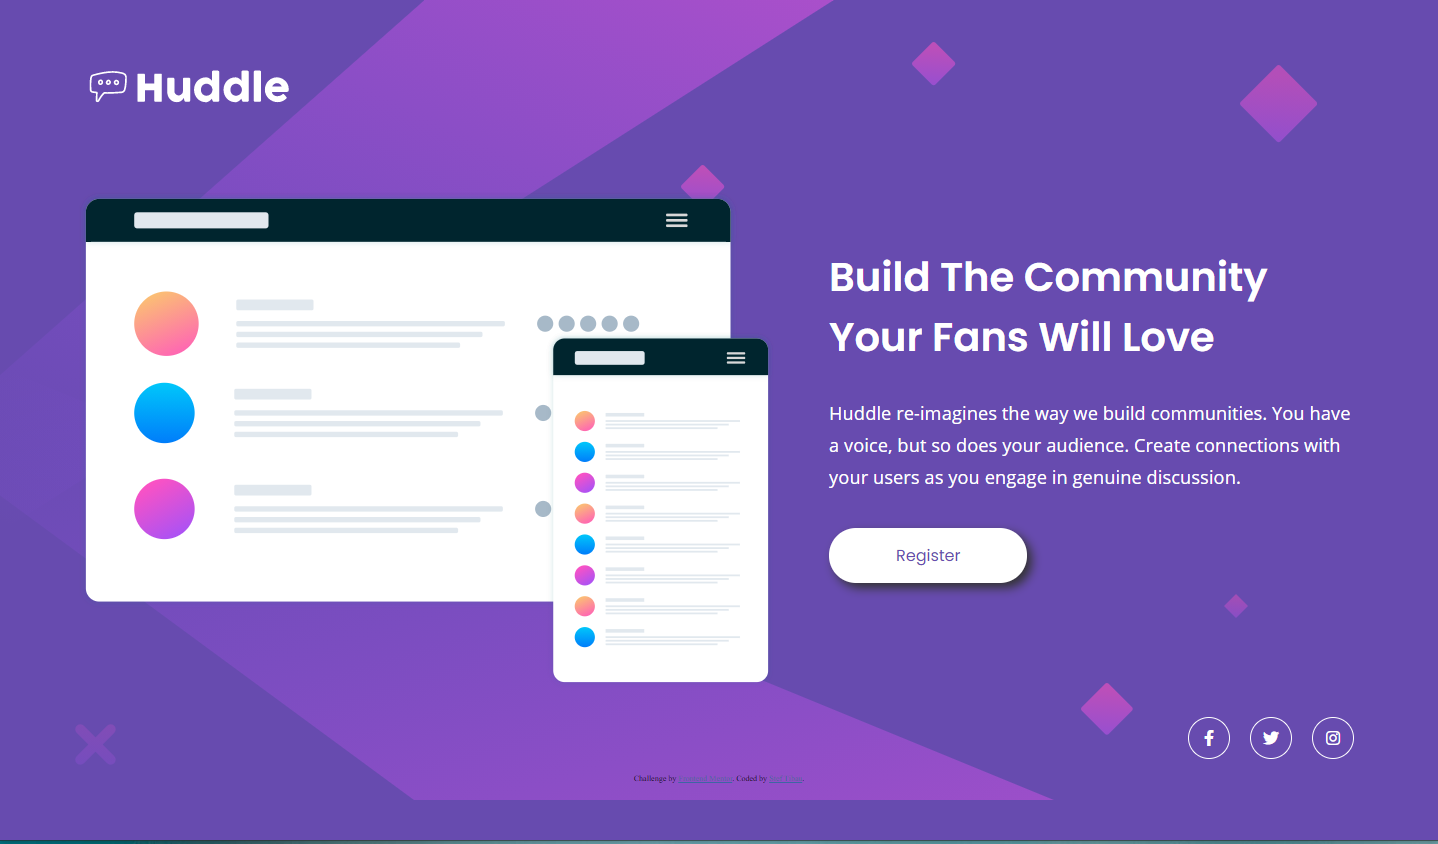 Huddle
Build The Community
Your Fans Will Love
Huddle re-imagines the way we build communities. You have
a voice, but so does your audience. Create connections with
your users as you engage in genuine discussion.
Register
Challenge by . Coded by .